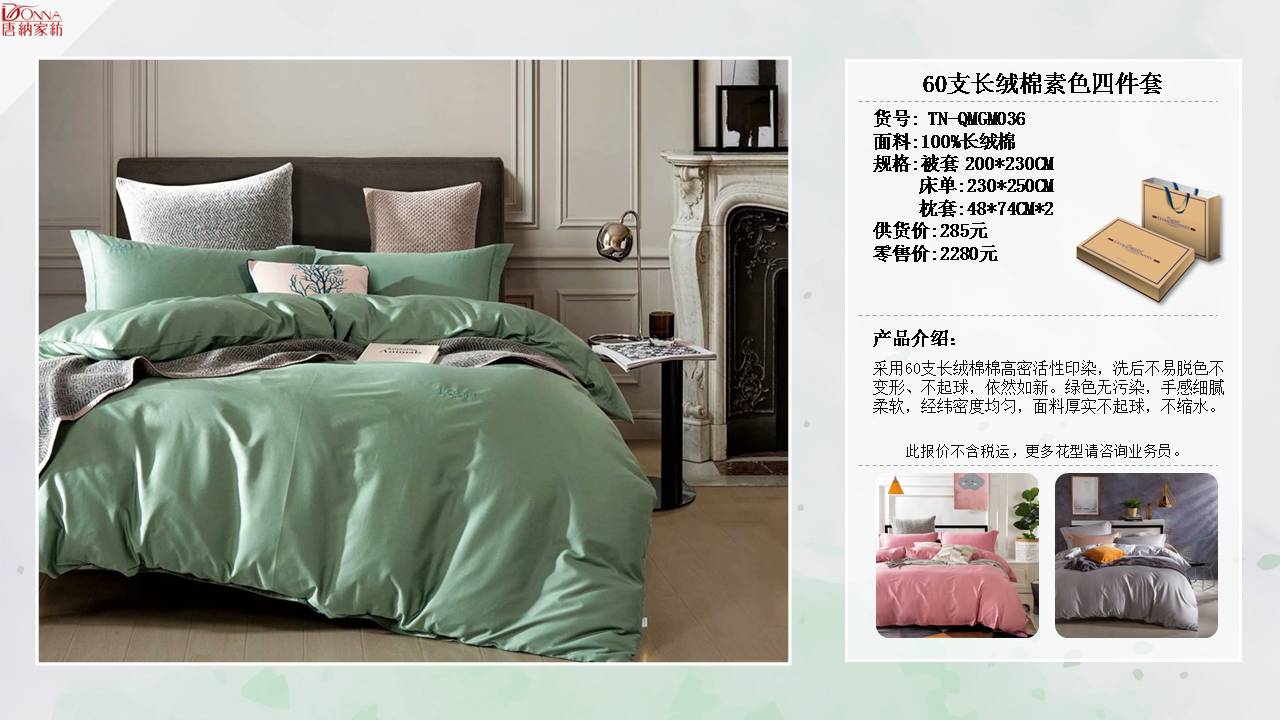 DONNA
唐纳家纺
60支长绒棉素色四件套
货号: TN-QMGM036
面料:100%长绒棉
规格:被套 200*230CM
床单:230*250CM
枕套:48*74CM*2
供货价:285元
零售价:2280元
产品介绍:
采用60支长绒棉棉高密活性印染，洗后不易脱色不
变形、不起球，依然如新。绿色无污染，手感细腻
柔软，经纬密度均匀，面料厚实不起球，不缩水。
此报价不含税运，更多花型请咨询业务员。
Animals